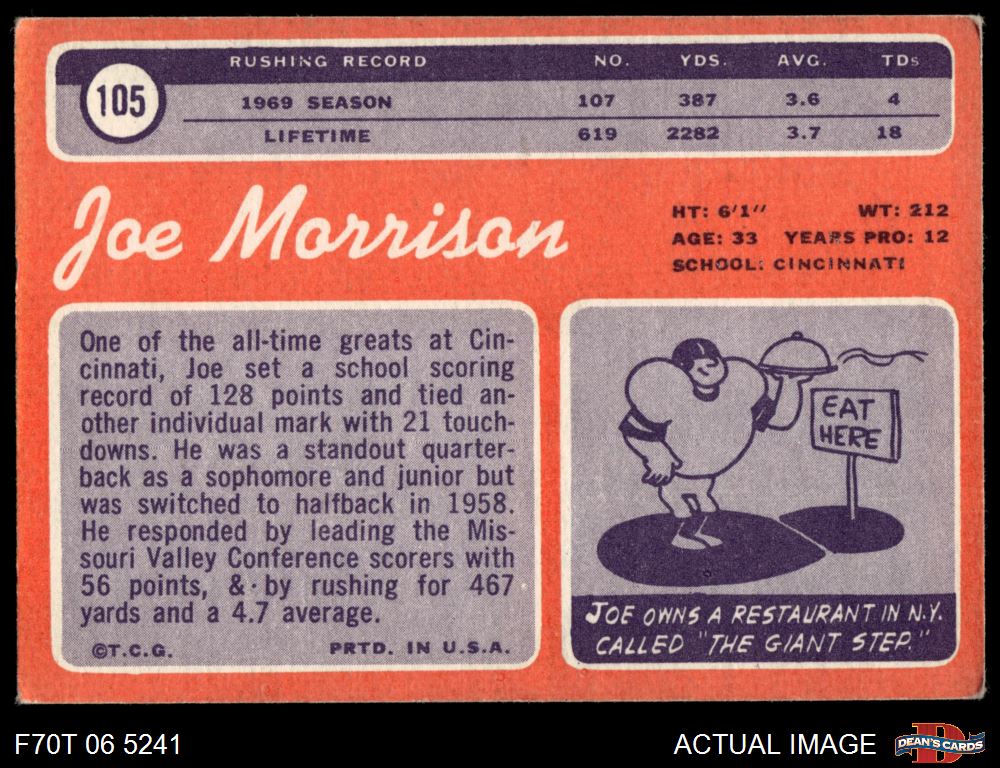 105
RUSHING RECORD NO. YDS. AVG. TDs
1969 SEASON 107 387 3.6 4
LIFETIME 619 2282 3.7 18
Joe Morrison
HT: 6'1" WT: 212
AGE: 33 YEARS PRO: 12
SCHOOL: CINCINNATI
One of the all-time greats at Cin-
cinnati, Joe set a school scoring
record of 128 points and tied an-
other individual mark with 21 touch-
downs. He was a standout quarter-
back as a sophomore and junior but
was switched to halfback in 1958.
He responded by leading the Mis-
souri Valley Conference scorers with
56 points, & by rushing for 467
yards and a 4.7 average.
©T.C.G. PRTD. IN U.S.A.
EAT
HERE
JOE OWNS A RESTAURANT IN N.Y.
CALLED "THE GIANT STEP."
F70T 06 5241
ACTUAL IMAGE
D
DEAN'S CARDS